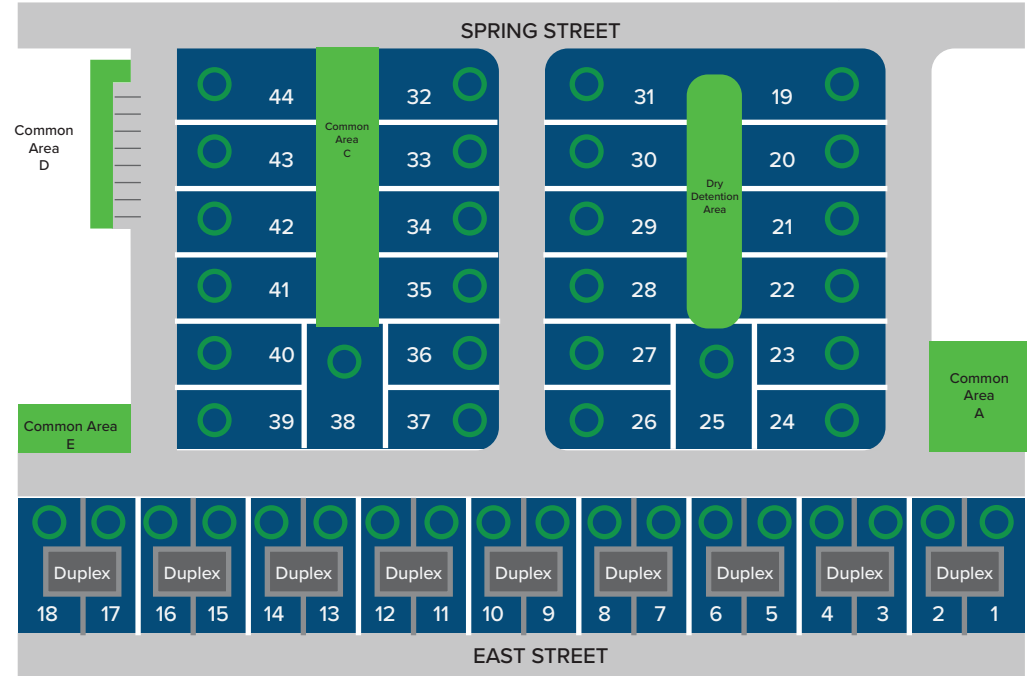 SPRING STREET
44
32
31
19
Common
Area
C
Common
Area
D
43
33
30
20
Dry
Detention
Area
42
34
29
21
41
35
28
22
40
36
27
23
Common
Area
A
39
38
37
26
25
24
Common Area
E
Duplex
Duplex
Duplex
Duplex
Duplex
Duplex
Duplex
Duplex
Duplex
18
17
16
15
14
13
12
11
10
9
8
7
6
5
4
3
2
1
EAST STREET